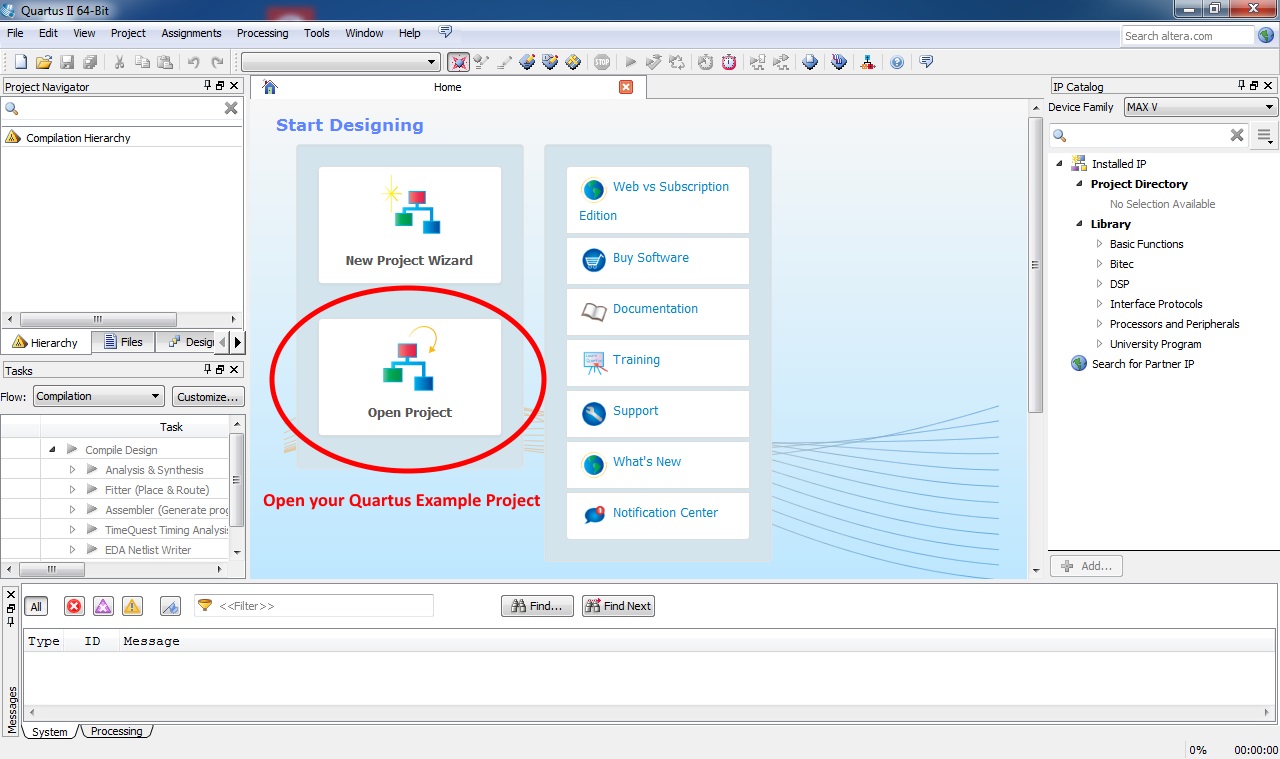 Quartus II 64-Bit
File Edit View Project Assignments Processing Tools Window Help
Search altera.com
STOP
Project Navigator
Compilation Hierarchy
Hierarchy Files Desig
Tasks
Flow: Compilation Customize...
Task
Compile Design
Analysis & Synthesis
Fitter (Place & Route)
Assembler (Generate prog
TimeQuest Timing Analysis
EDA Netlist Writer
Home
Start Designing
New Project Wizard
Open Project
Open your Quartus Example Project
Web vs Subscription
Edition
Buy Software
Documentation
Training
Support
What's New
Notification Center
IP Catalog
Device Family MAX V
Installed IP
Project Directory
No Selection Available
Library
Basic Functions
Bitec
DSP
Interface Protocols
Processors and Peripherals
University Program
Search for Partner IP
Add...
All <<Filter>> Find... Find Next
Type ID Message
Messages
System Processing
0% 00:00:00